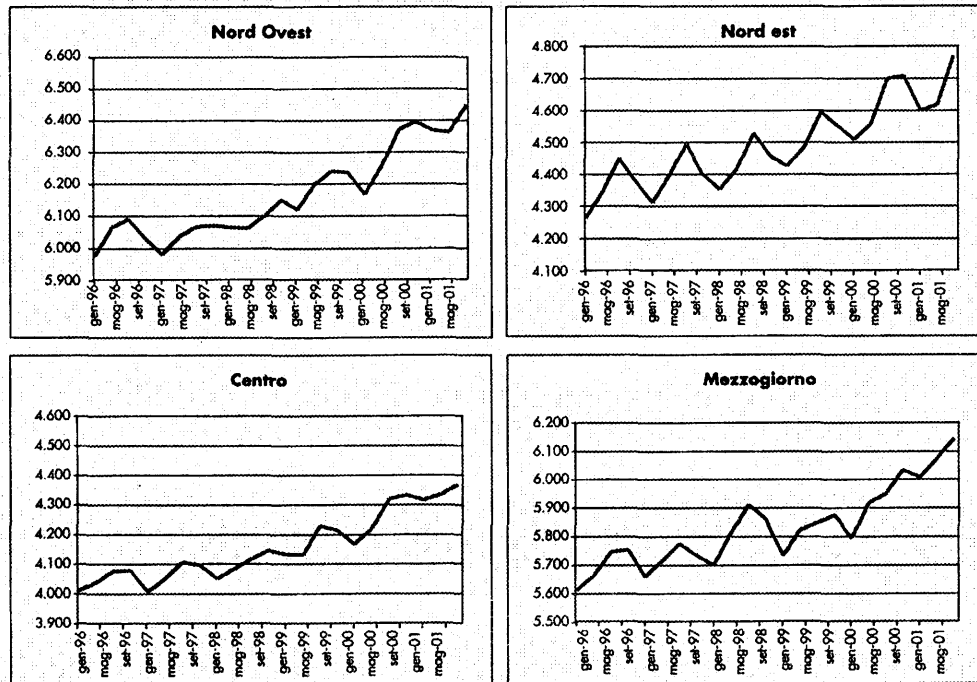 Nord Ovest
6.600
6.500
6.400
6.300
6.200
6.100
6.000
5.900
gen-96
mag-96
set-96
gen-97
mag-97
set-97
gen-98
mag-98
set-98
gen-99
mag-99
set-99
gen-00
mag-00
set-00
gen-01
mag-01
Nord est
4.800
4.700
4.600
4.500
4.400
4.300
4.200
4.100
gen-96
mag-96
set-96
gen-97
mag-97
set-97
gen-98
mag-98
set-98
gen-99
mag-99
set-99
gen-00
mag-00
set-00
gen-01
mag-01
Centro
4.600
4.500
4.400
4.300
4.200
4.100
4.000
3.900
gen-96
mag-96
set-96
gen-97
mag-97
set-97
gen-98
mag-98
set-98
gen-99
mag-99
set-99
gen-00
mag-00
set-00
gen-01
mag-01
Mezzogiorno
6.200
6.100
6.000
5.900
5.800
5.700
5.600
5.500
gen-96
mag-96
set-96
gen-97
mag-97
set-97
gen-98
mag-98
set-98
gen-99
mag-99
set-99
gen-00
mag-00
set-00
gen-01
mag-01